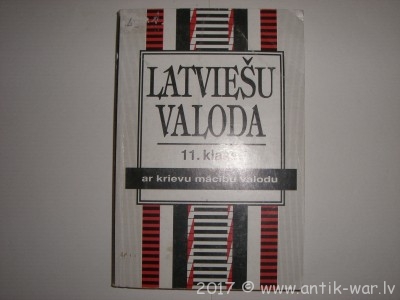 LATVIEŠU
VALODA
11. klasei
ar krievu mācību valodu
2017 © www.antik-war.lv